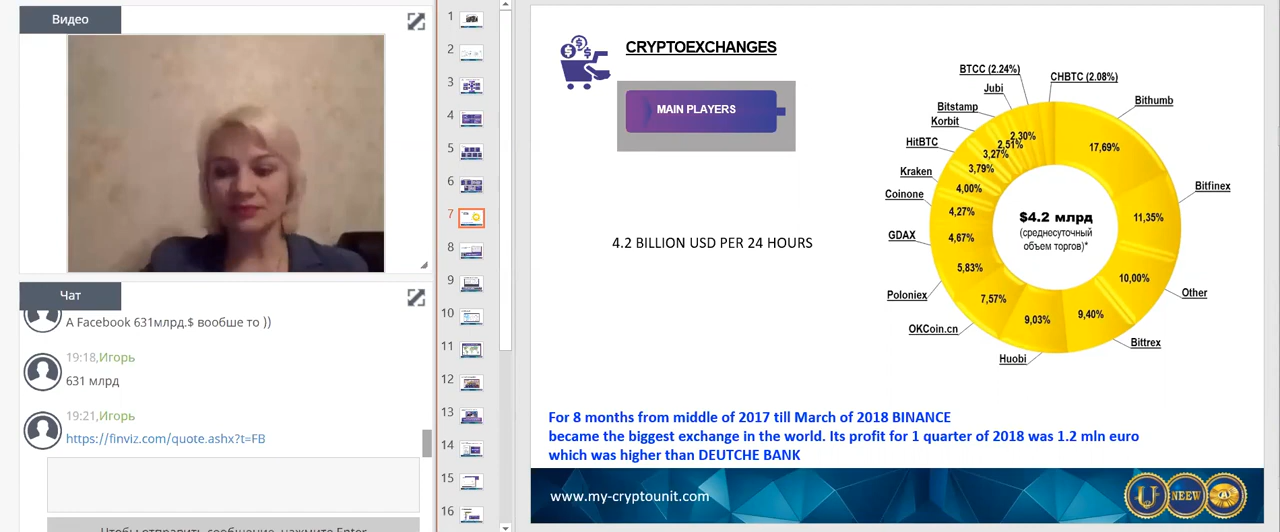 Видео
Чат
А Facebook 631млрд.$ вообше то ))
19:18,Игорь
631 млрд
19:21,Игорь
https://finviz.com/quote.ashx?t=FB
Чтобы отправить сообщение, нажмите Enter
1
2
3
4
5
6
7
8
9
10
11
12
13
14
15
16
CRYPTOEXCHANGES
MAIN PLAYERS
4.2 BILLION USD PER 24 HOURS
BTCC (2.24%)
CHBTC (2.08%)
Jubi
Bithumb
Bitstamp
Korbit
HitBTC
Kraken
Coinone
GDAX
Poloniex
OKCoin.cn
Huobi
Bittrex
Other
Bitfinex
2,30%
2,51%
3,27%
3,79%
4,00%
4,27%
4,67%
5,83%
7,57%
9,03%
9,40%
10,00%
11,35%
17,69%
$4.2 млрд
(среднесуточный
объем торгов)*
For 8 months from middle of 2017 till March of 2018 BINANCE
became the biggest exchange in the world. Its profit for 1 quarter of 2018 was 1.2 mln euro
which was higher than DEUTCHE BANK
www.my-cryptounit.com
U
NEEW